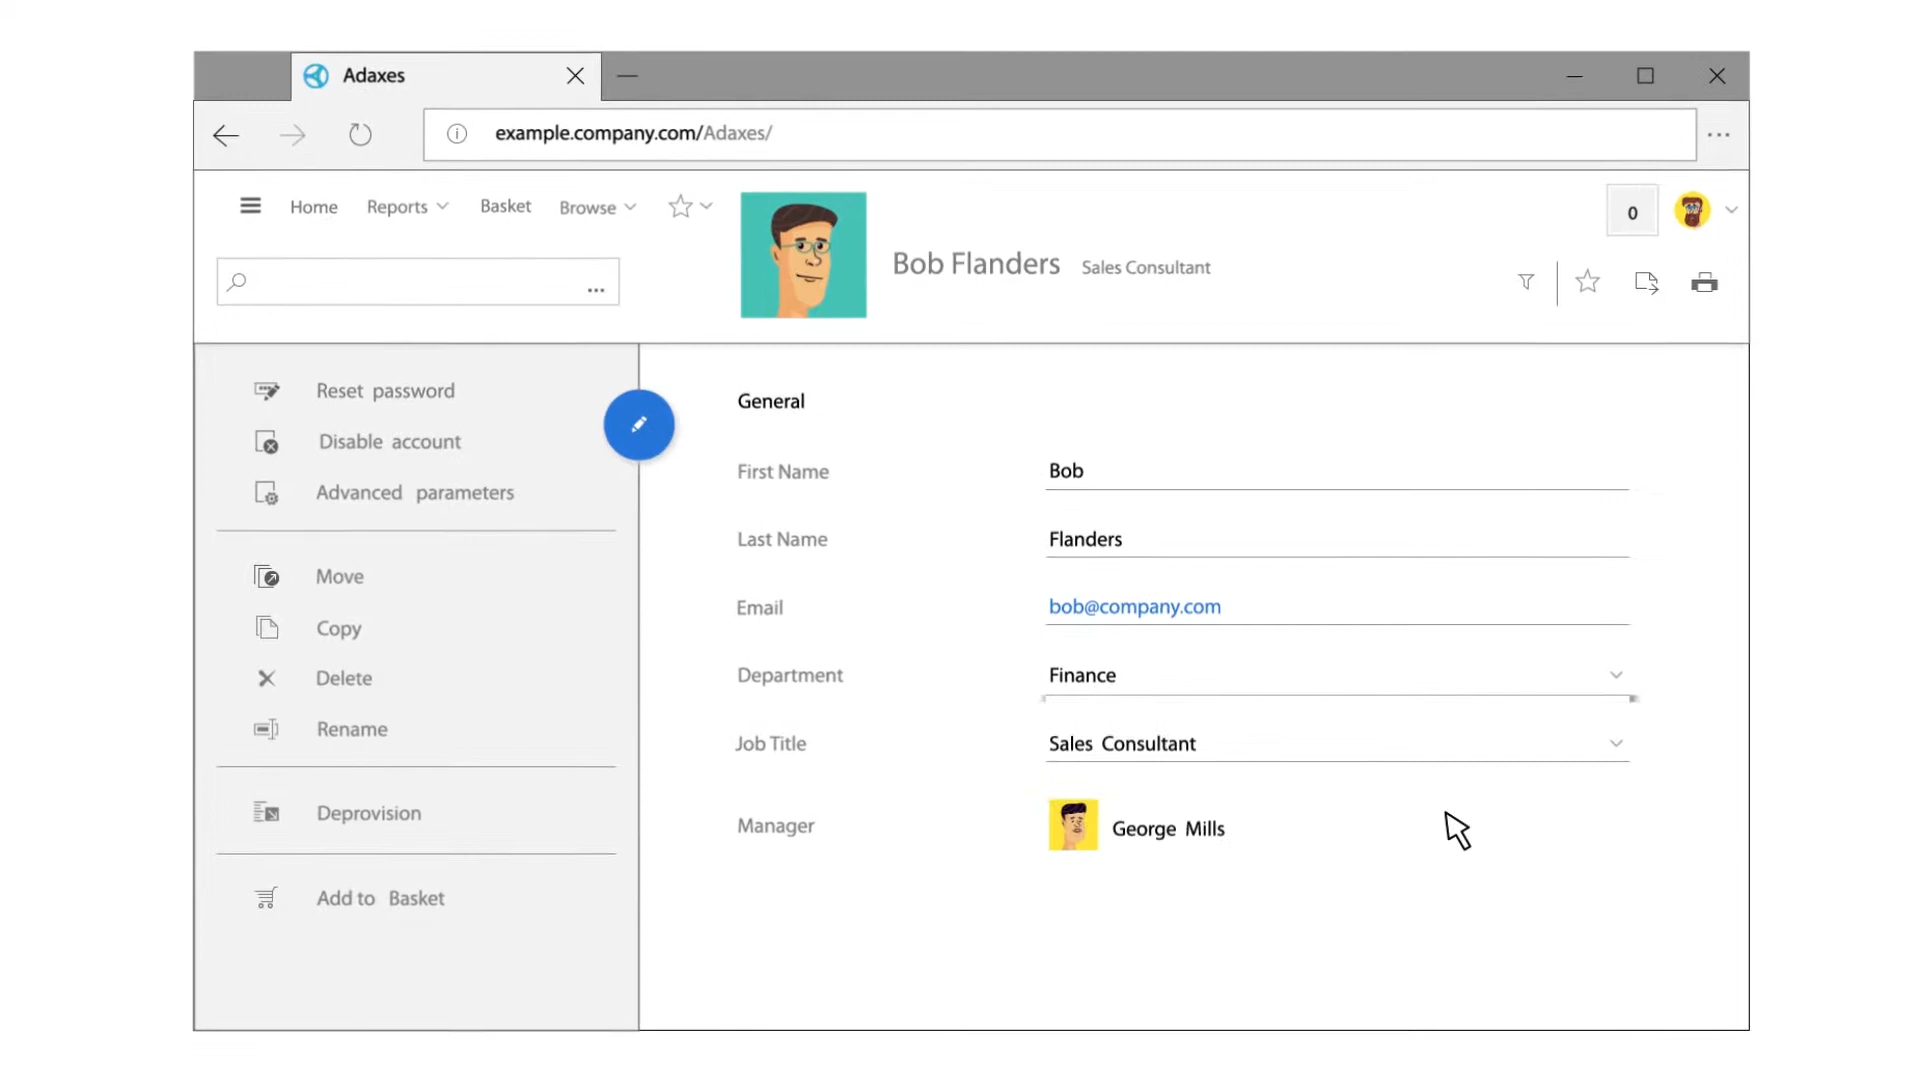 Adaxes
example.company.com/Adaxes/
Home Reports Basket Browse
0
...
Bob Flanders Sales Consultant
Reset password
Disable account
Advanced parameters
Move
Copy
Delete
Rename
Deprovision
Add to Basket
General
First Name Bob
Last Name Flanders
Email bob@company.com
Department Finance
Job Title Sales Consultant
Manager George Mills